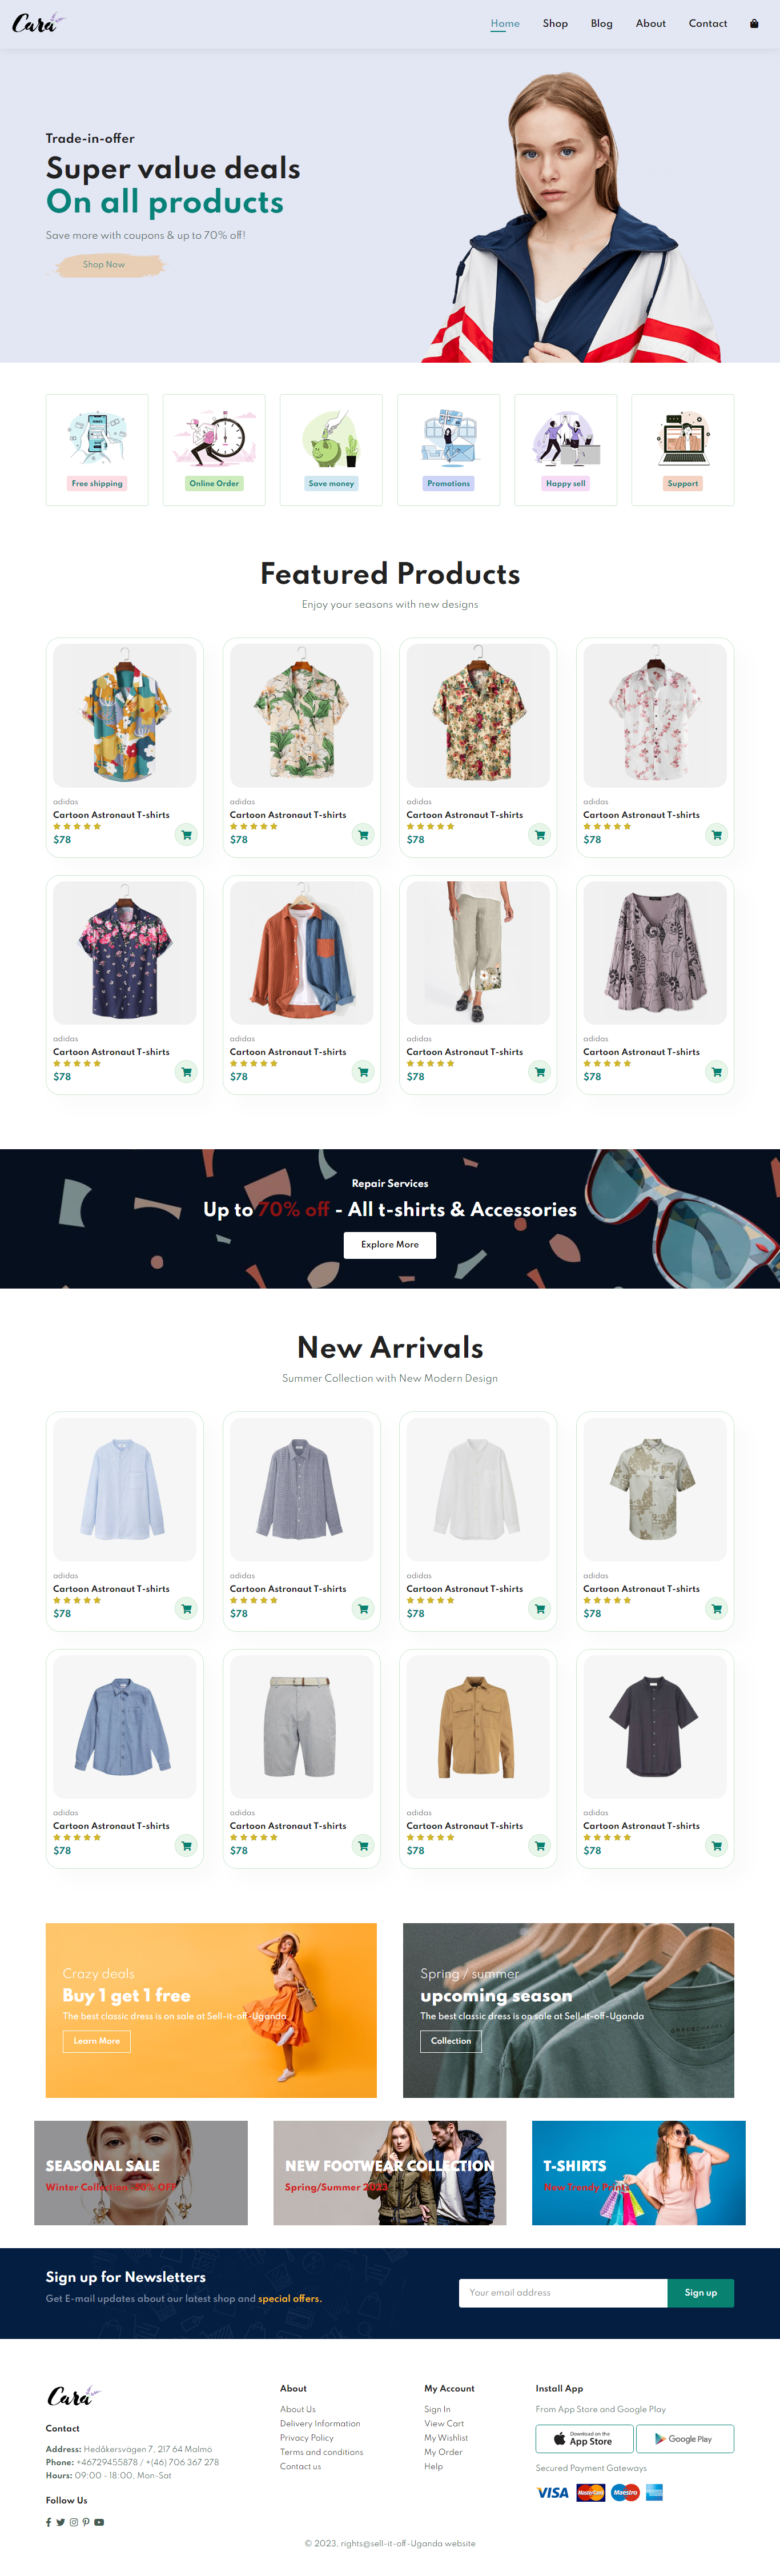 Cara
Home Shop Blog About Contact
Trade-in-offer
Super value deals
On all products
Save more with coupons & up to 70% off!
Shop Now
Free shipping
Online Order
Save money
Promotions
Happy sell
Support
Featured Products
Enjoy your seasons with new designs
adidas
Cartoon Astronaut T-shirts
$78
adidas
Cartoon Astronaut T-shirts
$78
adidas
Cartoon Astronaut T-shirts
$78
adidas
Cartoon Astronaut T-shirts
$78
adidas
Cartoon Astronaut T-shirts
$78
adidas
Cartoon Astronaut T-shirts
$78
adidas
Cartoon Astronaut T-shirts
$78
adidas
Cartoon Astronaut T-shirts
$78
Repair Services
Up to 70% off - All t-shirts & Accessories
Explore More
New Arrivals
Summer Collection with New Modern Design
adidas
Cartoon Astronaut T-shirts
$78
adidas
Cartoon Astronaut T-shirts
$78
adidas
Cartoon Astronaut T-shirts
$78
adidas
Cartoon Astronaut T-shirts
$78
adidas
Cartoon Astronaut T-shirts
$78
adidas
Cartoon Astronaut T-shirts
$78
adidas
Cartoon Astronaut T-shirts
$78
adidas
Cartoon Astronaut T-shirts
$78
Crazy deals
Buy 1 get 1 free
The best classic dress is on sale at Sell-it-off-Uganda
Learn More
Spring / summer
upcoming season
The best classic dress is on sale at Sell-it-off-Uganda
Collection
SEASONAL SALE
Winter Collection -50% OFF
NEW FOOTWEAR COLLECTION
Spring/Summer 2023
T-SHIRTS
New Trendy Prints
Sign up for Newsletters
Get E-mail updates about our latest shop and special offers.
Your email address
Sign up
Cara
Contact
Address: Hedåkersvägen 7, 217 64 Malmö
Phone: +46729455878 / +(46) 706 367 278
Hours: 09:00 - 18:00, Mon-Sat
Follow Us
About
About Us
Delivery Information
Privacy Policy
Terms and conditions
Contact us
My Account
Sign In
View Cart
My Wishlist
My Order
Help
Install App
From App Store and Google Play
Download on the
App Store
Google Play
Secured Payment Gateways
VISA
MasterCard
Maestro
© 2023. rights@sell-it-off-Uganda website